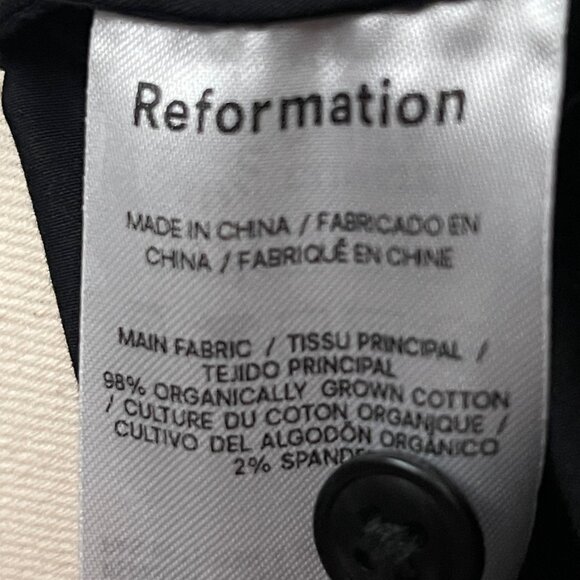 Reformation
MADE IN CHINA / FABRICADO EN
CHINA / FABRIQUÉ EN CHINE
MAIN FABRIC / TISSU PRINCIPAL /
TEJIDO PRINCIPAL
98% ORGANICALLY GROWN COTTON
/ CULTURE DU COTON ORGANIQUE /
CULTIVO DEL ALGODÓN ORGÁNICO
2%